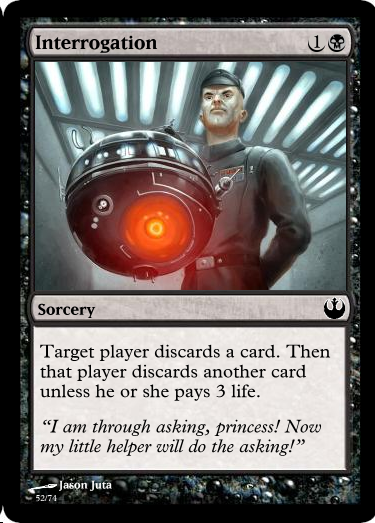 Interrogation 1
Sorcery
Target player discards a card. Then
that player discards another card
unless he or she pays 3 life.
“I am through asking, princess! Now
my little helper will do the asking!”
Jason Juta
52/74